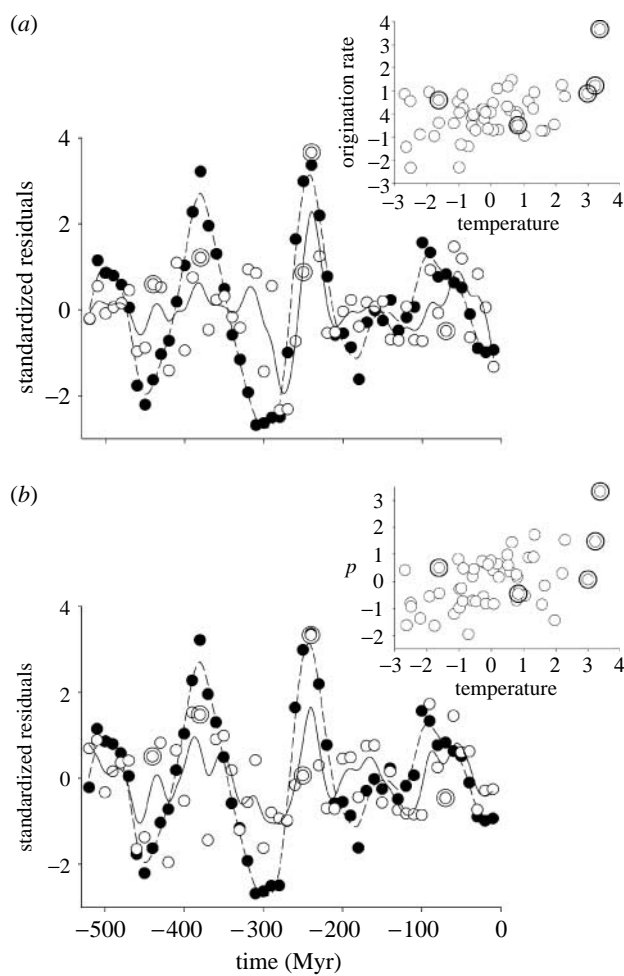 (a)
origination rate
4
3
2
1
4
−1
−2
−3
−3 −2 −1 0 1 2 3 4
temperature
standardized residuals
4
2
0
−2
(b)
p
3
2
1
0
−1
−2
−3 −2 −1 0 1 2 3 4
temperature
standardized residuals
4
2
0
−2
−500 −400 −300 −200 −100 0
time (Myr)